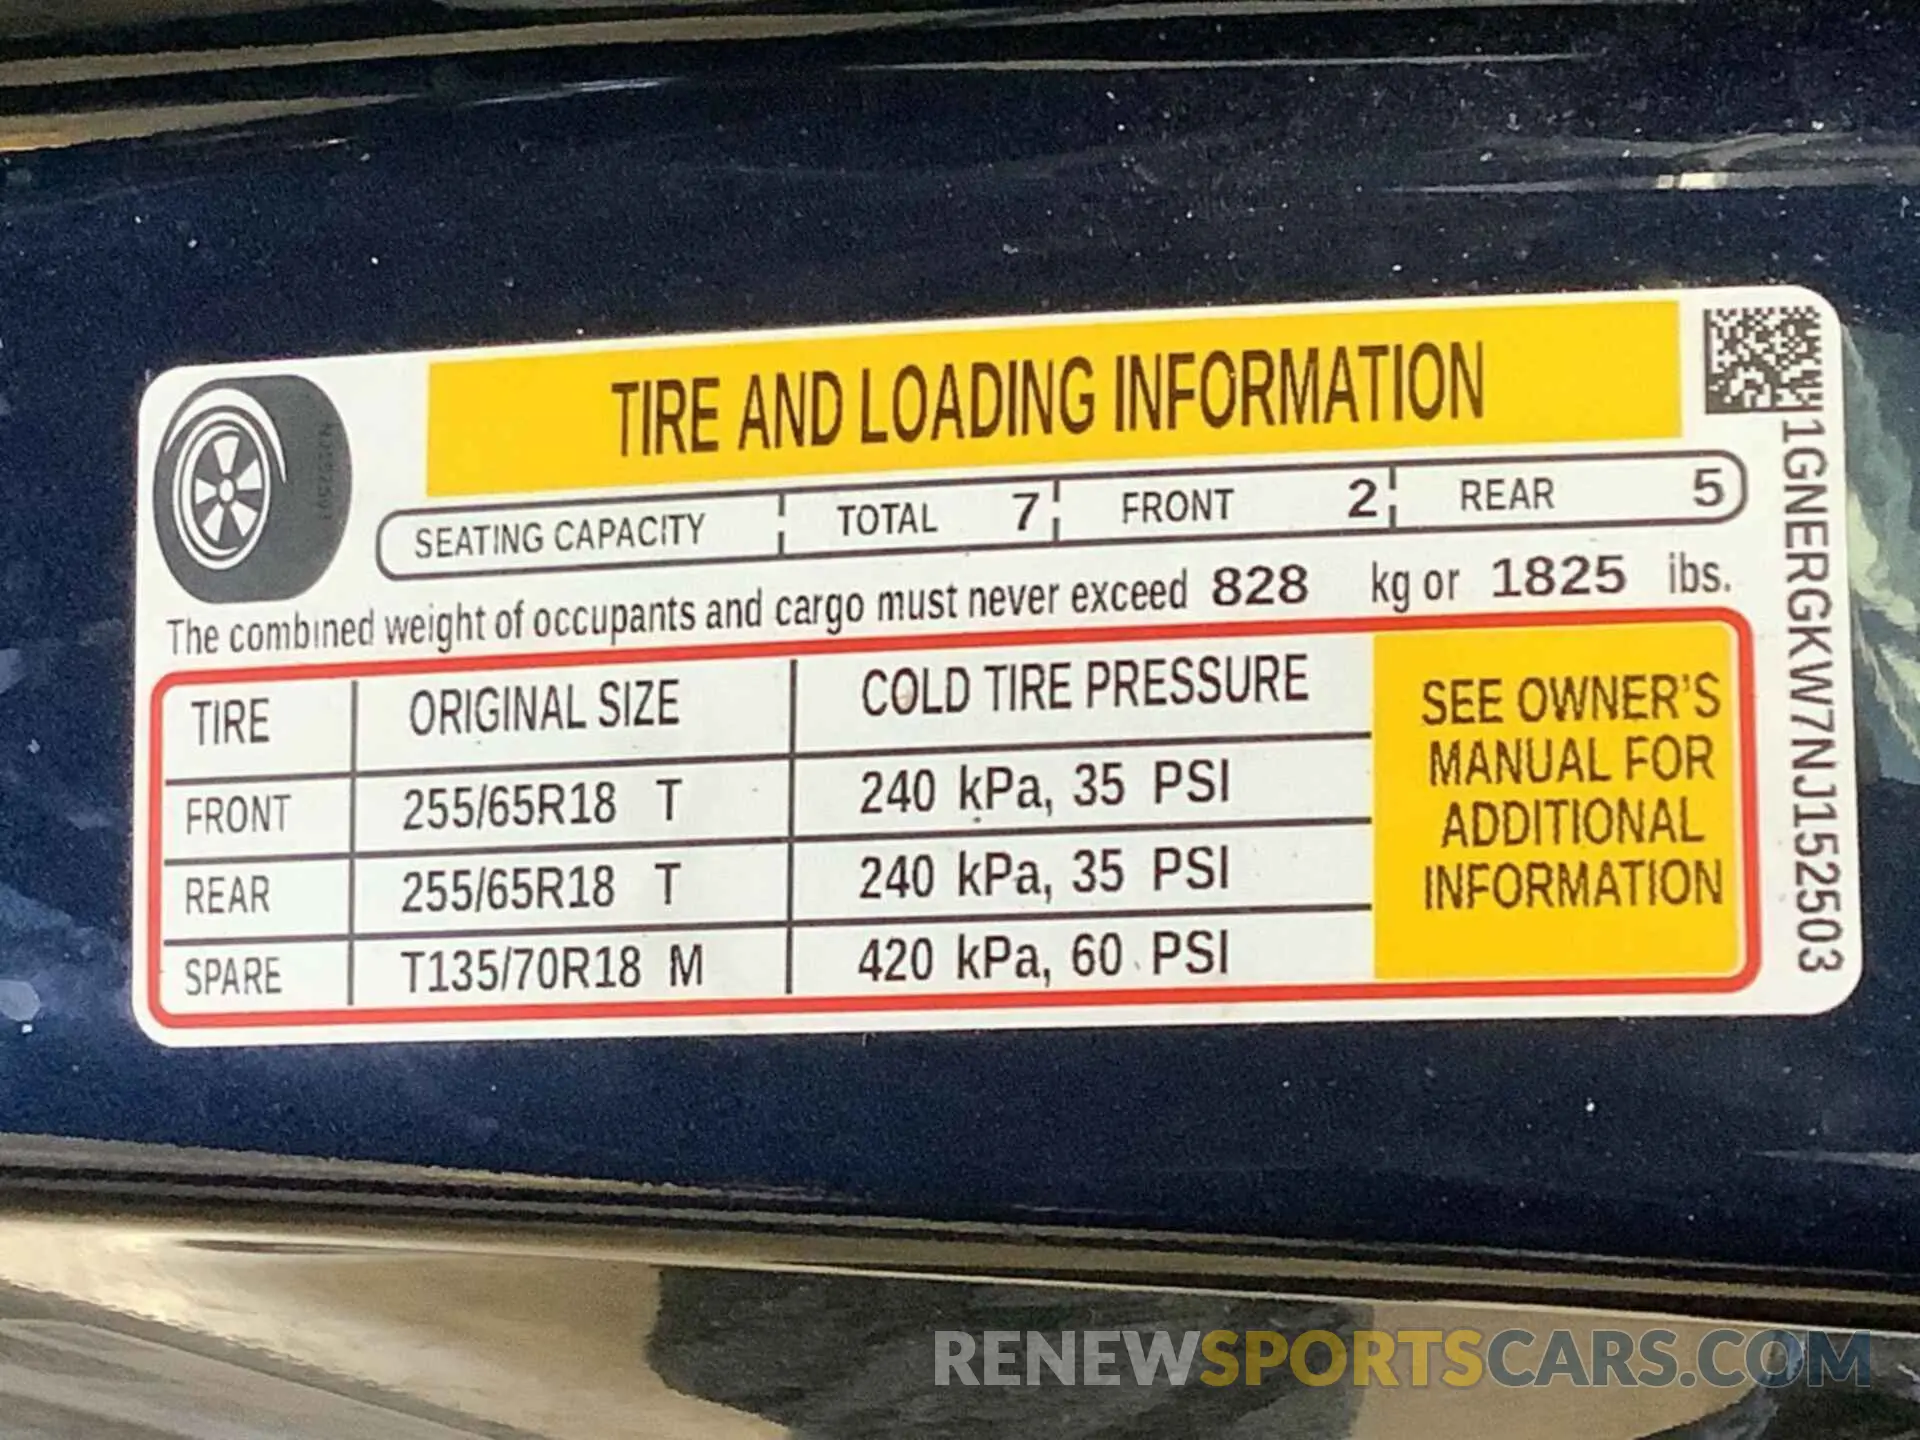 TIRE AND LOADING INFORMATION
SEATING CAPACITY TOTAL 7 FRONT 2 REAR 5
The combined weight of occupants and cargo must never exceed 828 kg or 1825 ibs.
TIRE ORIGINAL SIZE COLD TIRE PRESSURE
FRONT 255/65R18 T 240 kPa, 35 PSI
REAR 255/65R18 T 240 kPa, 35 PSI
SPARE T135/70R18 M 420 kPa, 60 PSI
SEE OWNER'S
MANUAL FOR
ADDITIONAL
INFORMATION
1GNERGKW7NJ152503
RENEWSPORTSCARS.COM